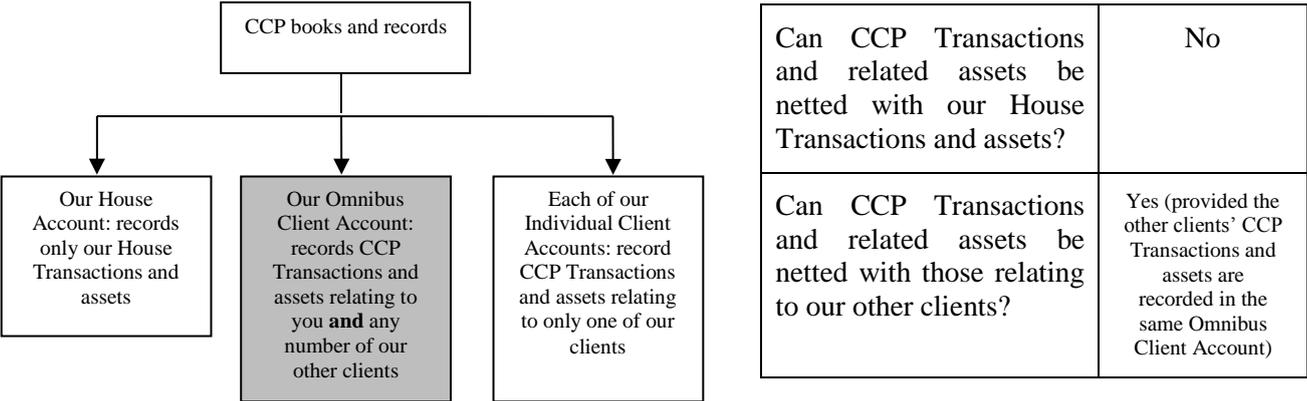 CCP books and records
Our House
Account: records
only our House
Transactions and
assets
Our Omnibus
Client Account:
records CCP
Transactions and
assets relating to
you and any
number of our
other clients
Each of our
Individual Client
Accounts: record
CCP Transactions
and assets relating
to only one of our
clients
Can CCP Transactions
and related assets be
netted with our House
Transactions and assets?
No
Can CCP Transactions
and related assets be
netted with those relating
to our other clients?
Yes (provided the
other clients’ CCP
Transactions and
assets are
recorded in the
same Omnibus
Client Account)